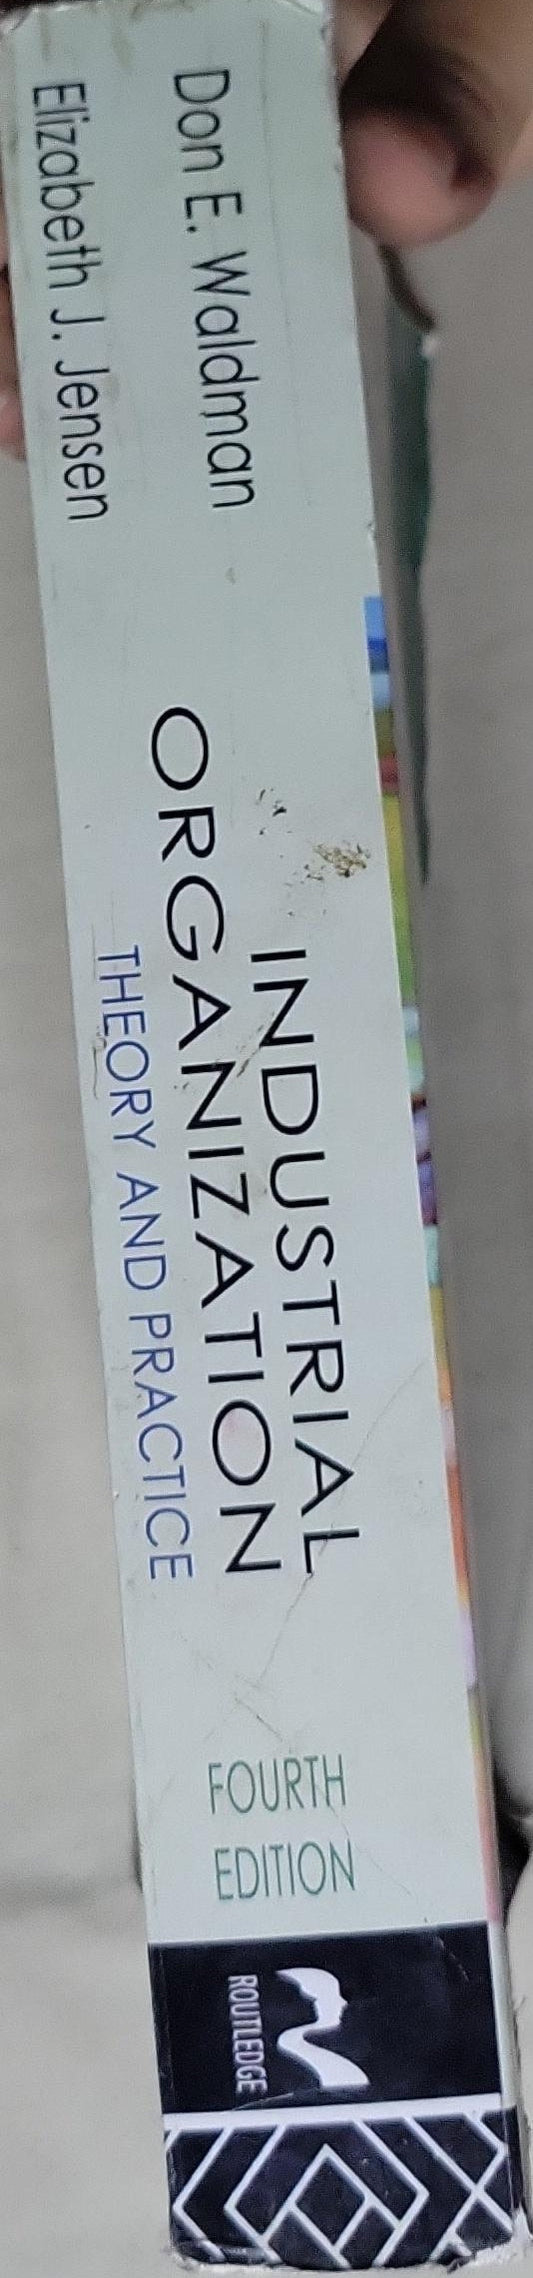 Don E. Waldman
Elizabeth J. Jensen
INDUSTRIAL
ORGANIZATION
THEORY AND PRACTICE
FOURTH
EDITION
ROUTLEDGE